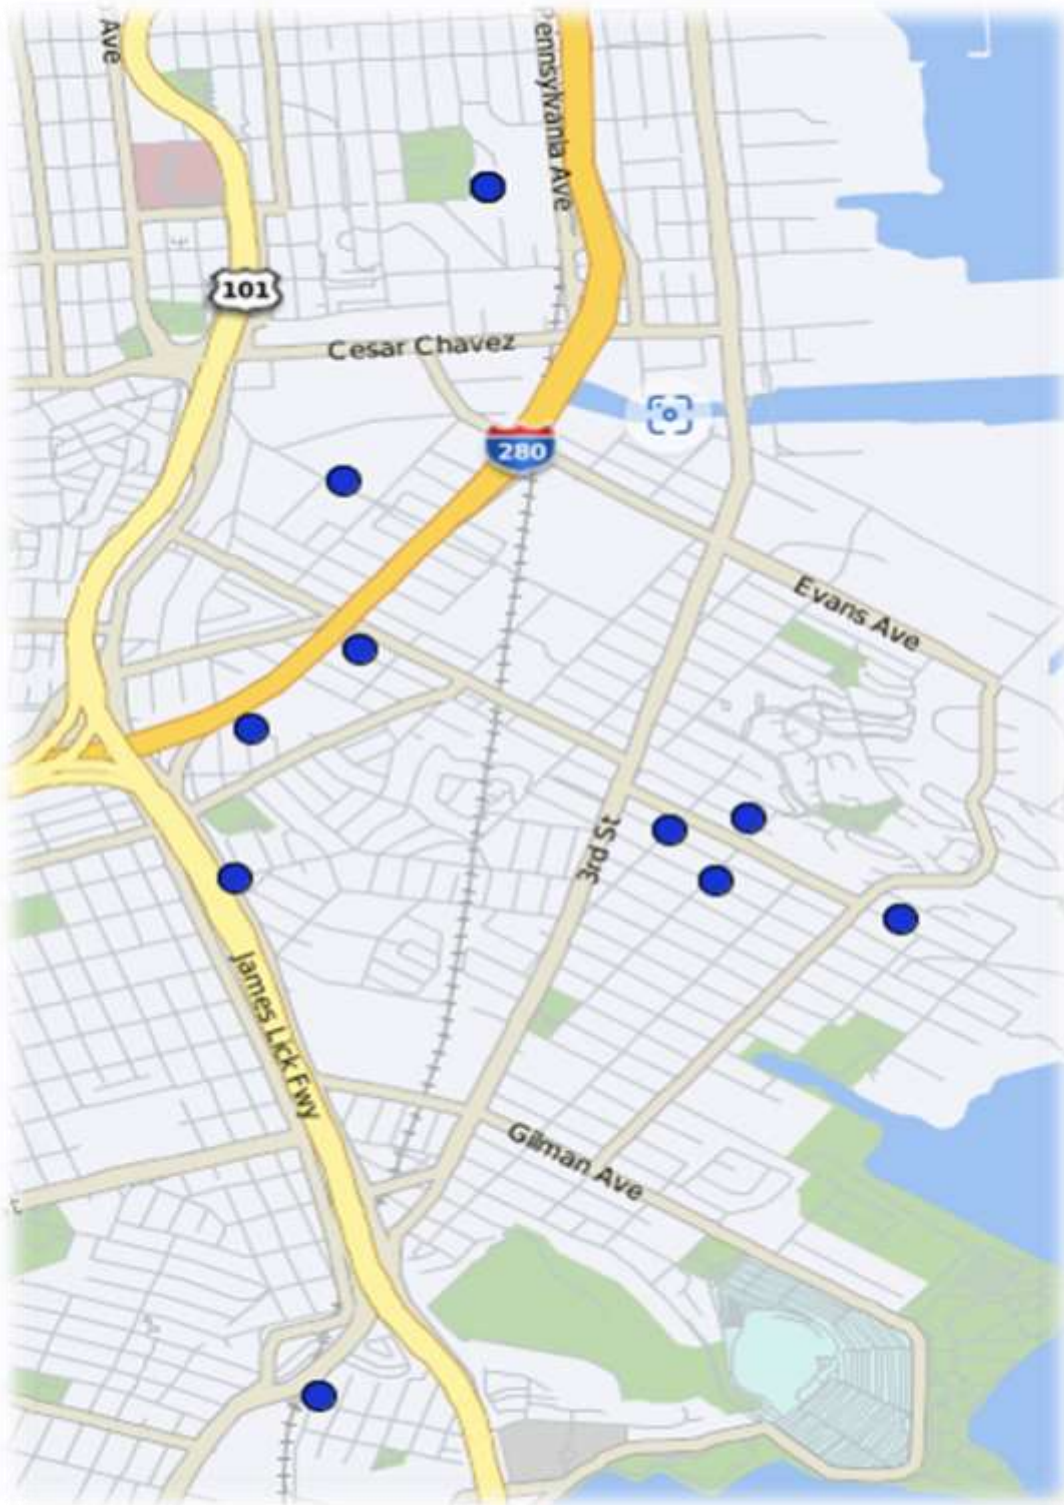 Ave
Pennsylvania Ave
101
Cesar Chavez
280
Evans Ave
3rd St
James Lick Fwy
Gilman Ave